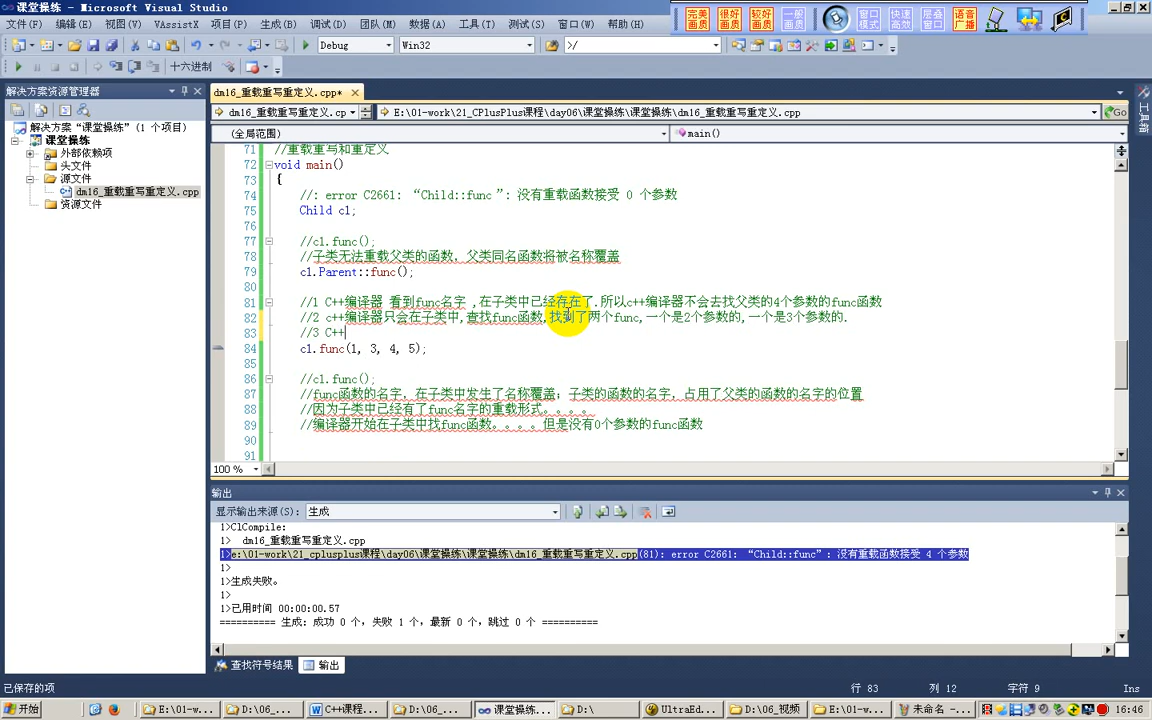 课堂操练 - Microsoft Visual Studio
文件(F) 编辑(E) 视图(V) VAssistX 项目(P) 生成(B) 调试(D) 团队(M) 数据(A) 工具(T) 测试(S) 窗口(W) 帮助(H)
完美画质 很好画质 较好画质 一般画质 窗口模式 快速高效 层叠窗口 语音广播
Debug Win32 >/
十六进制
解决方案资源管理器
dm16_重载重写重定义.cpp*
dm16_重载重写重定义.cp E:\01-work\21_CPlusPlus课程\day06\课堂操练\课堂操练\dm16_重载重写重定义.cpp Go
(全局范围) main()
解决方案“课堂操练”(1 个项目)
课堂操练
外部依赖项
头文件
源文件
dm16_重载重写重定义.cpp
资源文件
工具箱
71 //重载重写和重定义
72 void main()
73 {
74 //: error C2661: “Child::func ”: 没有重载函数接受 0 个参数
75 Child c1;
76
77 //c1.func();
78 //子类无法重载父类的函数，父类同名函数将被名称覆盖
79 c1.Parent::func();
80
81 //1 C++编译器 看到func名字 ,在子类中已经存在了.所以c++编译器不会去找父类的4个参数的func函数
82 //2 c++编译器只会在子类中,查找func函数,找到了两个func,一个是2个参数的,一个是3个参数的.
83 //3 C++
84 c1.func(1, 3, 4, 5);
85
86 //c1.func();
87 //func函数的名字，在子类中发生了名称覆盖；子类的函数的名字，占用了父类的函数的名字的位置
88 //因为子类中已经有了func名字的重载形式。。。。
89 //编译器开始在子类中找func函数。。。。但是没有0个参数的func函数
90
91
100 %
输出
显示输出来源(S): 生成
1>ClCompile:
1>  dm16_重载重写重定义.cpp
1>e:\01-work\21_cplusplus课程\day06\课堂操练\课堂操练\dm16_重载重写重定义.cpp(81): error C2661: “Child::func”: 没有重载函数接受 4 个参数
1>
1>生成失败。
1>
1>已用时间 00:00:00.57
========== 生成: 成功 0 个，失败 1 个，最新 0 个，跳过 0 个 ==========
查找符号结果 输出
已保存的项 行 83 列 12 字符 9 Ins
开始 E:\01-w... D:\06_... C++课程... D:\06_... 课堂操练... D:\ UltraEd... D:\06_视频 E:\01-w... 未命名 -... 16:46